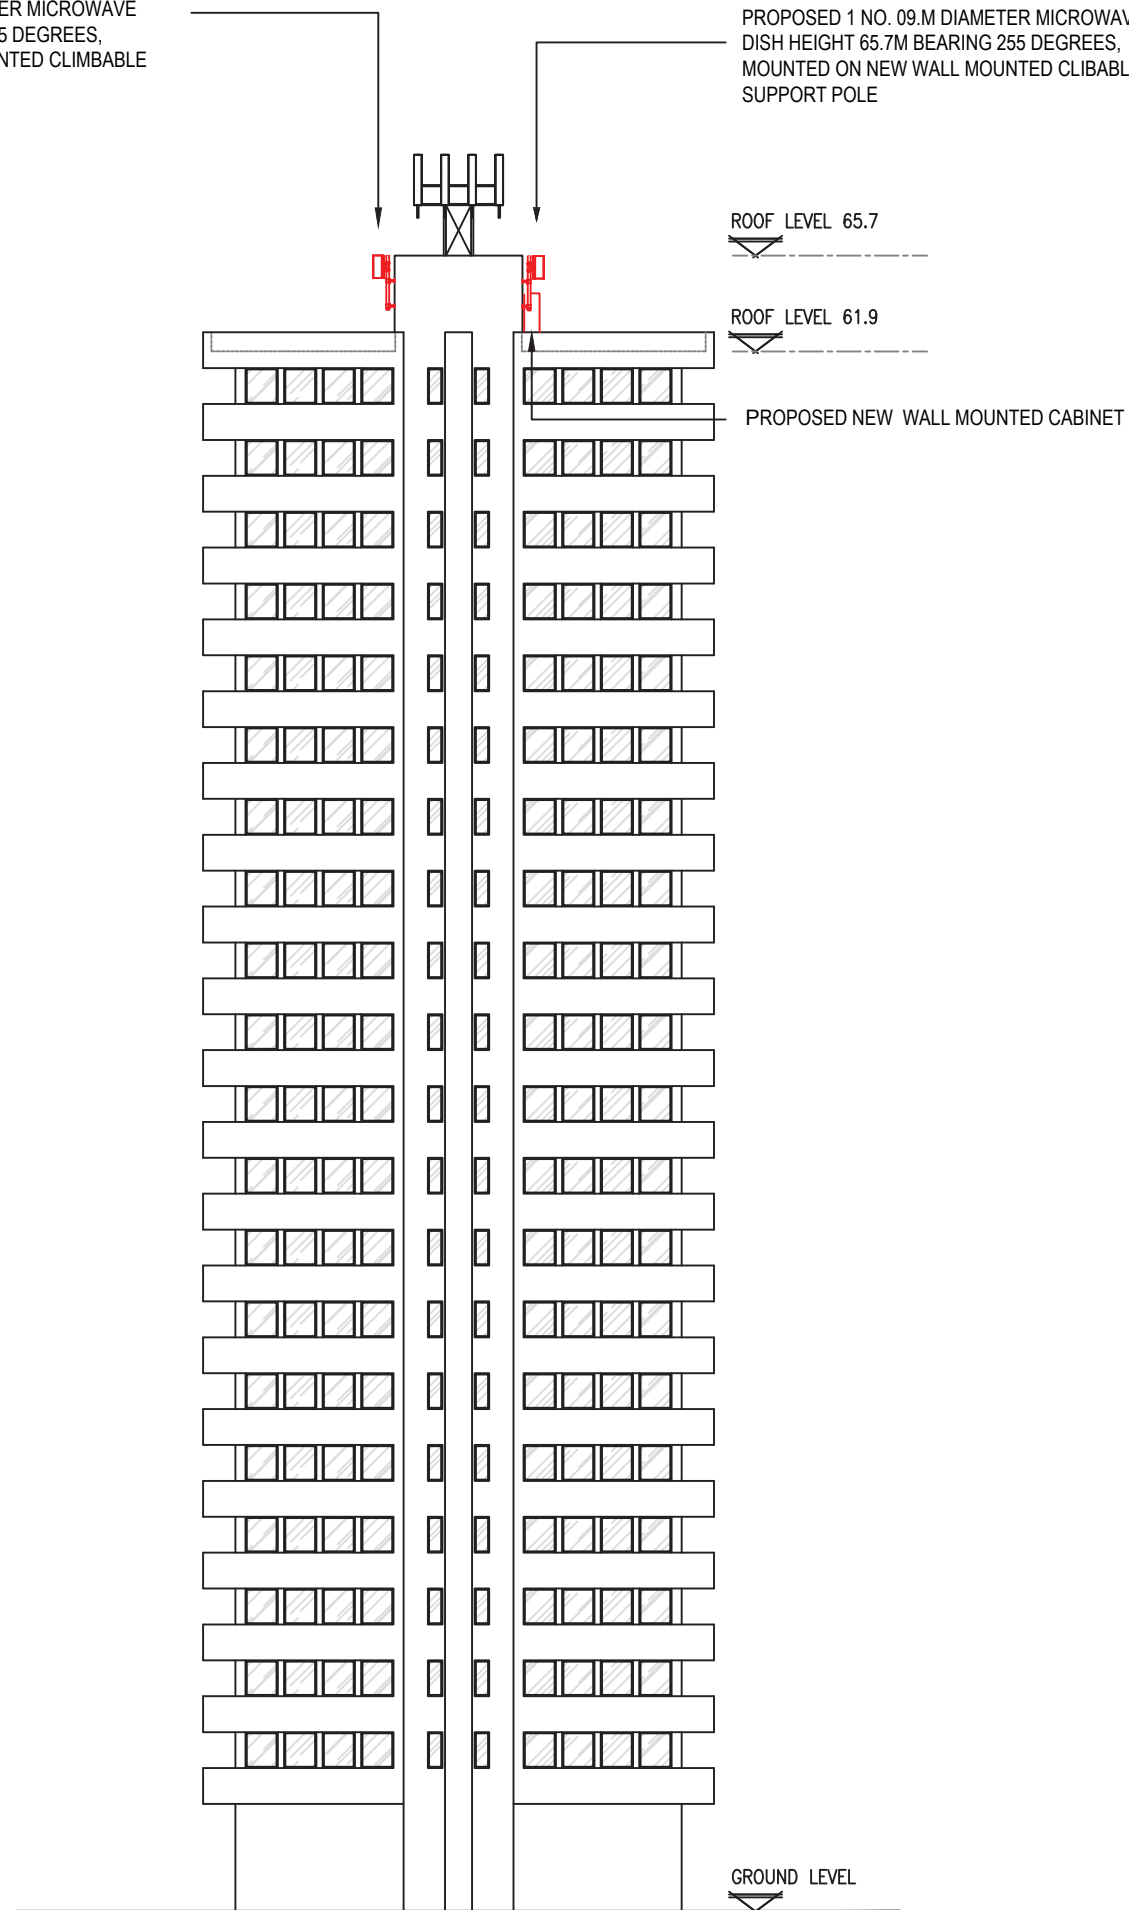 ER MICROWAVE
5 DEGREES,
NTED CLIMBABLE
PROPOSED 1 NO. 09.M DIAMETER MICROWAV
DISH HEIGHT 65.7M BEARING 255 DEGREES,
MOUNTED ON NEW WALL MOUNTED CLIBABL
SUPPORT POLE
ROOF LEVEL 65.7
ROOF LEVEL 61.9
PROPOSED NEW WALL MOUNTED CABINET
GROUND LEVEL